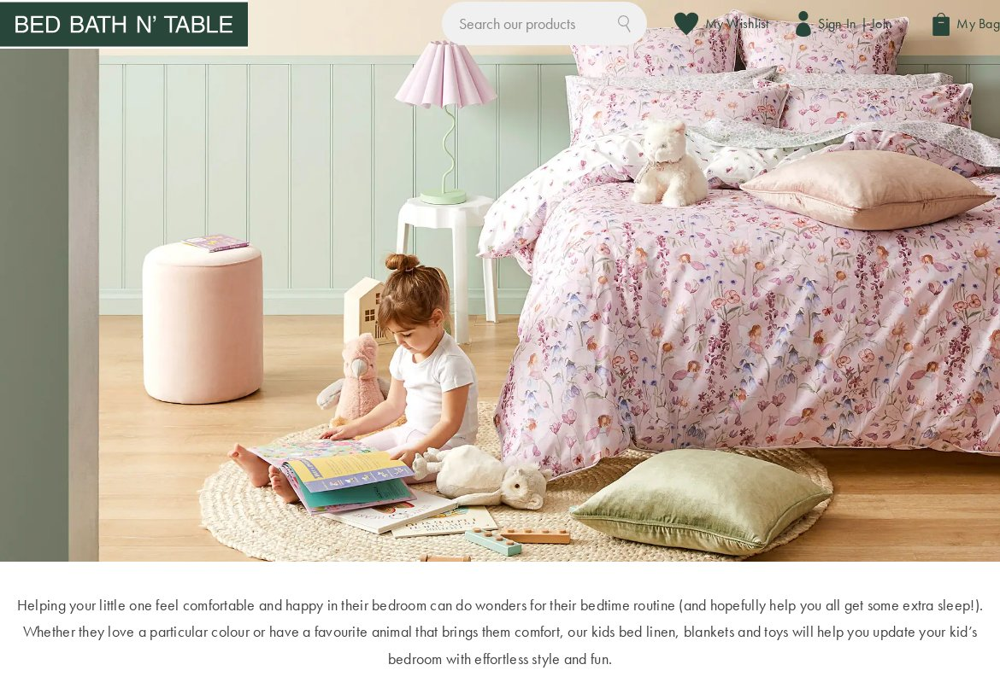 BED BATH N' TABLE
Search our products
My Wishlist
Sign In | Join
My Bag
Helping your little one feel comfortable and happy in their bedroom can do wonders for their bedtime routine (and hopefully help you all get some extra sleep!).
Whether they love a particular colour or have a favourite animal that brings them comfort, our kids bed linen, blankets and toys will help you update your kid’s
bedroom with effortless style and fun.